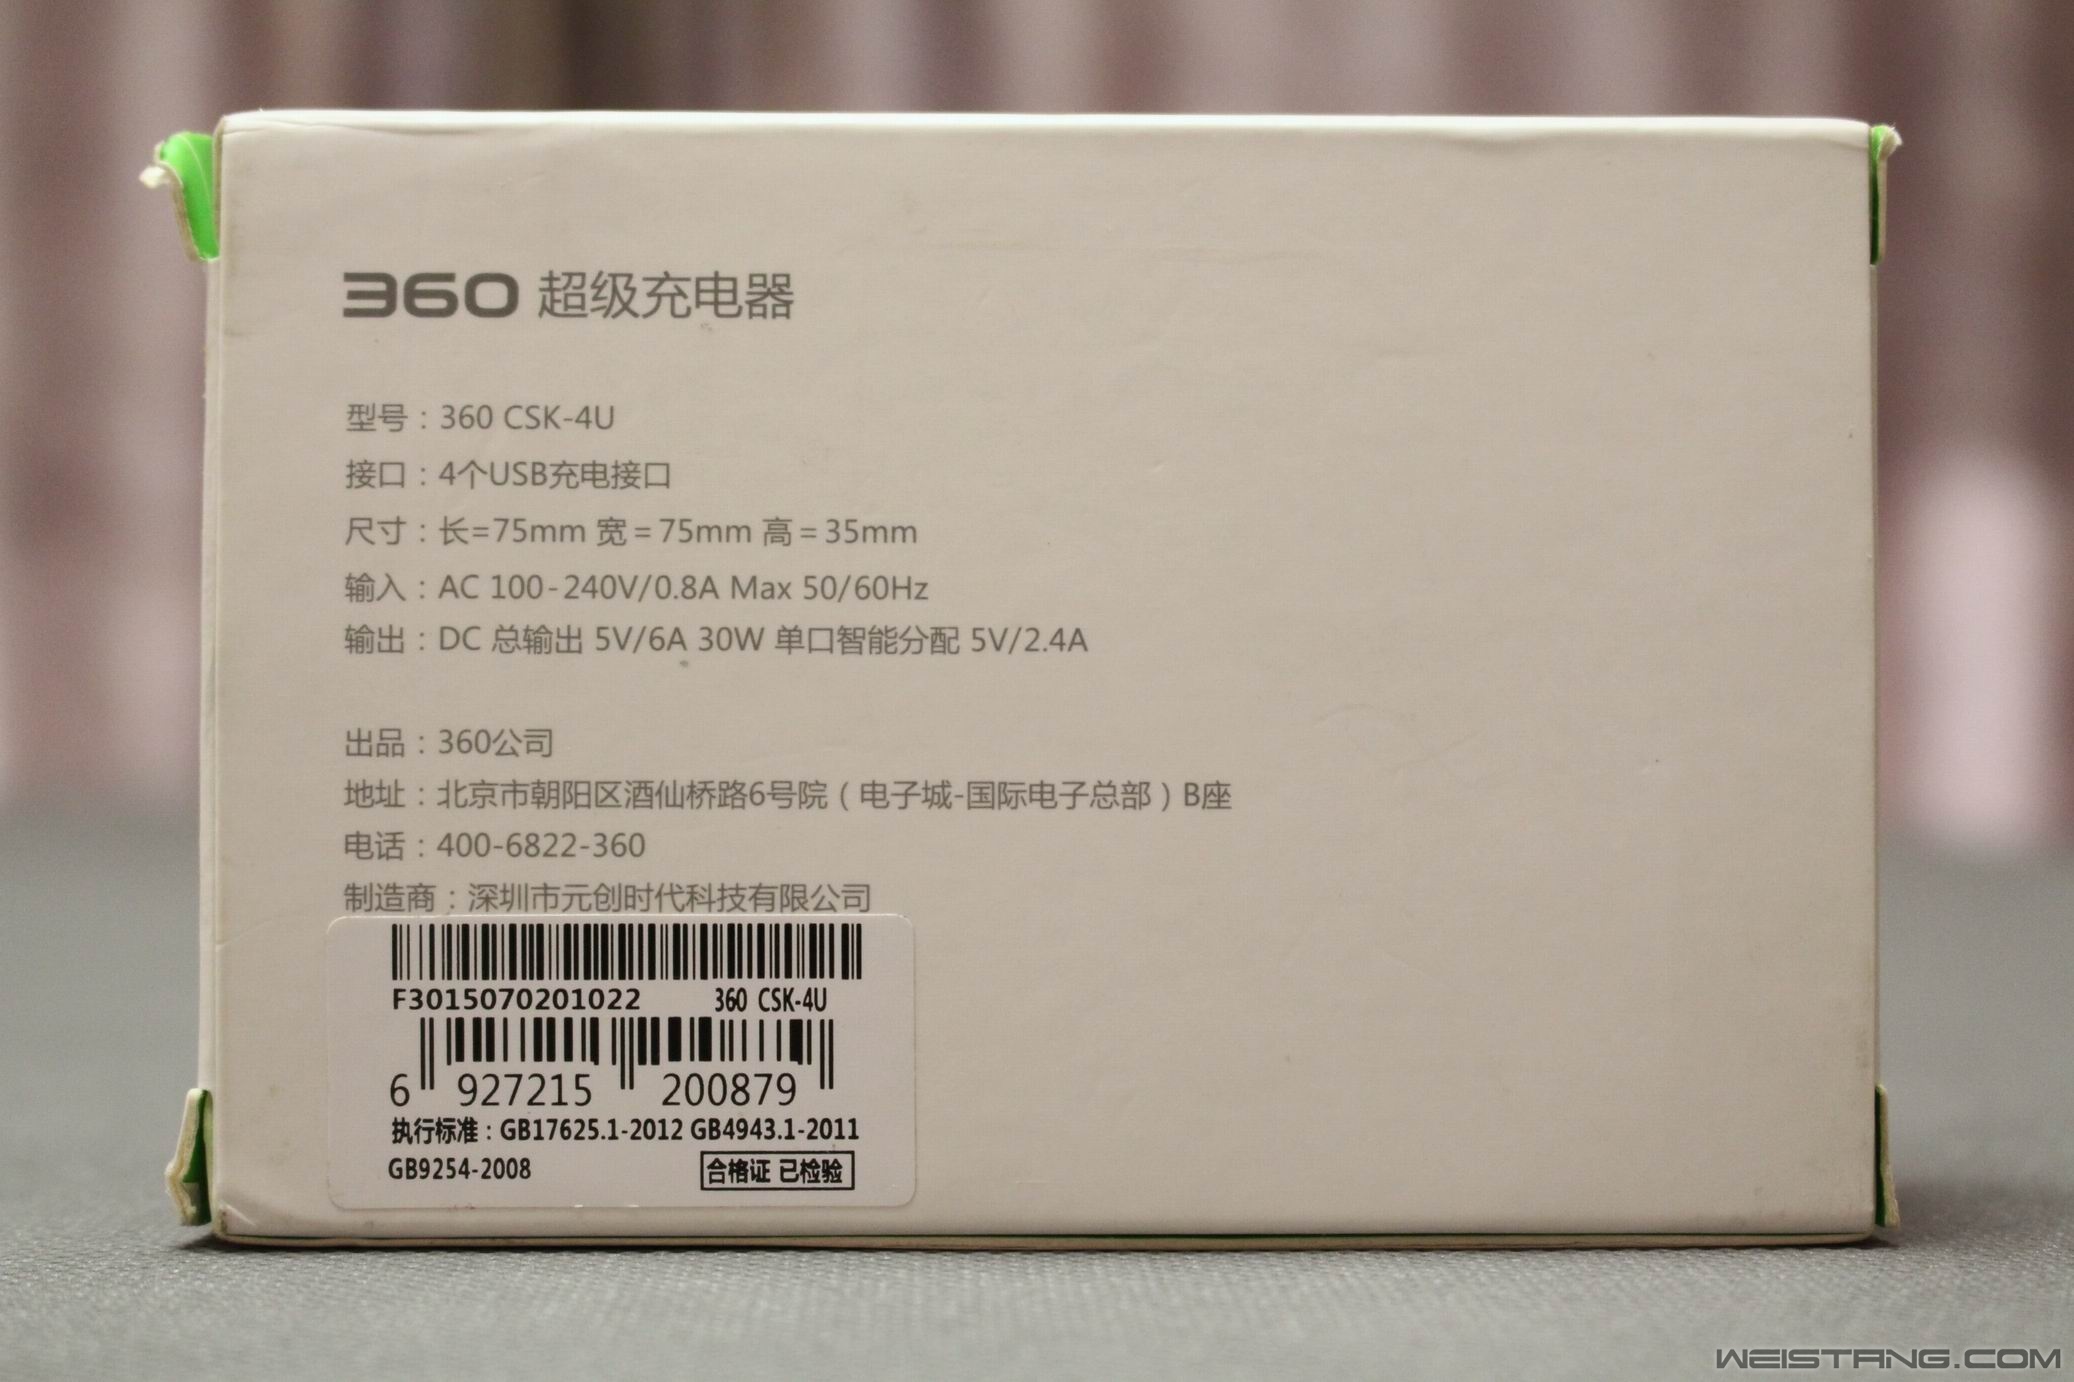 360 超级充电器
型号：360 CSK-4U
接口：4个USB充电接口
尺寸：长=75mm 宽=75mm 高=35mm
输入：AC 100-240V/0.8A Max 50/60Hz
输出：DC 总输出 5V/6A 30W 单口智能分配 5V/2.4A
出品：360公司
地址：北京市朝阳区酒仙桥路6号院（电子城-国际电子总部）B座
电话：400-6822-360
制造商：深圳市元创时代科技有限公司
F3015070201022 360 CSK-4U
6 927215 200879
执行标准：GB17625.1-2012 GB4943.1-2011
GB9254-2008 合格证 已检验
WEISTANG.COM